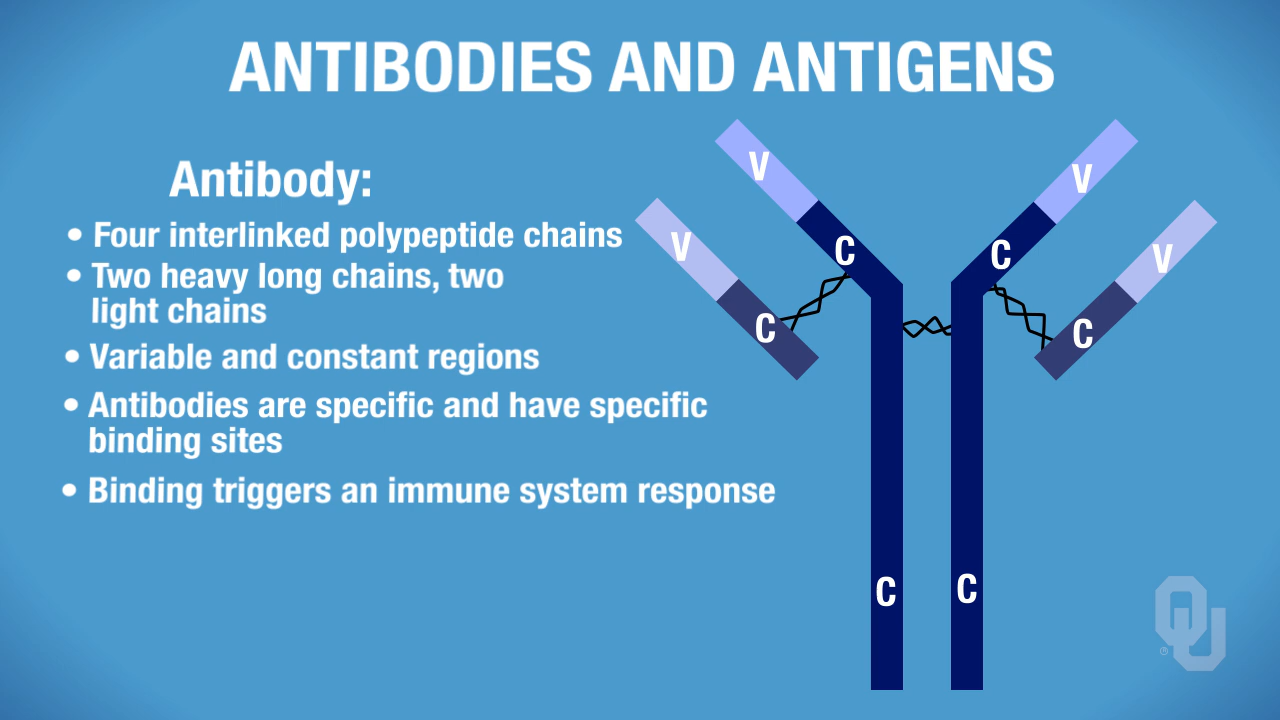 ANTIBODIES AND ANTIGENS
Antibody:
• Four interlinked polypeptide chains
• Two heavy long chains, two
light chains
• Variable and constant regions
• Antibodies are specific and have specific
binding sites
• Binding triggers an immune system response
V
V
V
V
C
C
C
C
C
C
OU
®